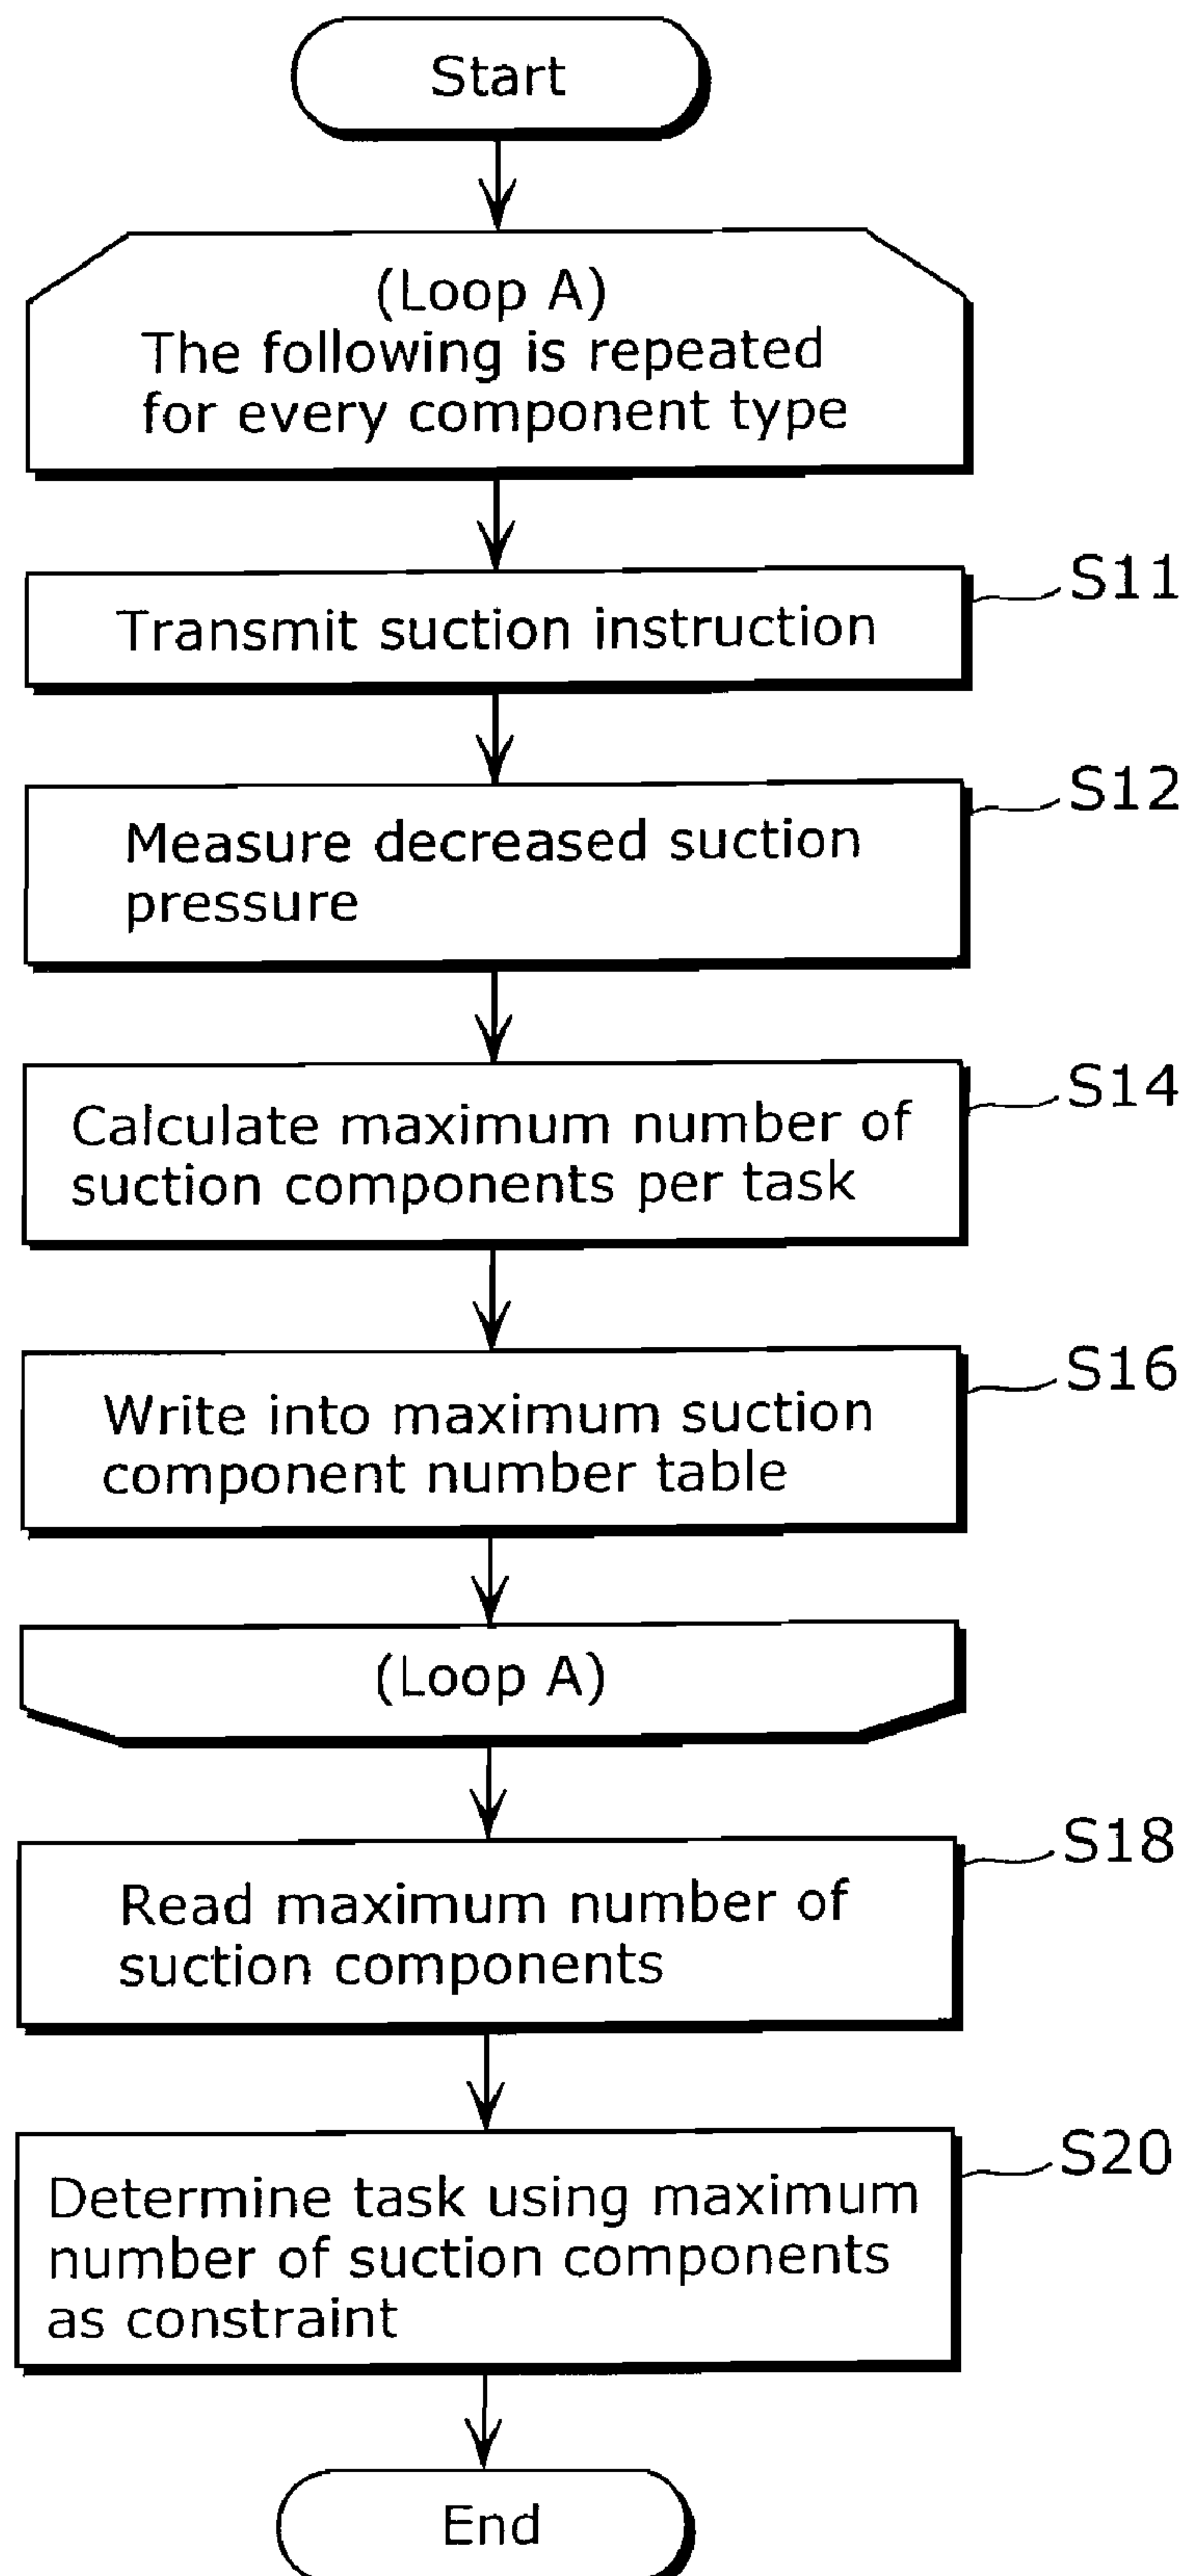 Start
(Loop A)
The following is repeated
for every component type
S11
Transmit suction instruction
S12
Measure decreased suction
pressure
S14
Calculate maximum number of
suction components per task
S16
Write into maximum suction
component number table
(Loop A)
S18
Read maximum number of
suction components
S20
Determine task using maximum
number of suction components
as constraint
End